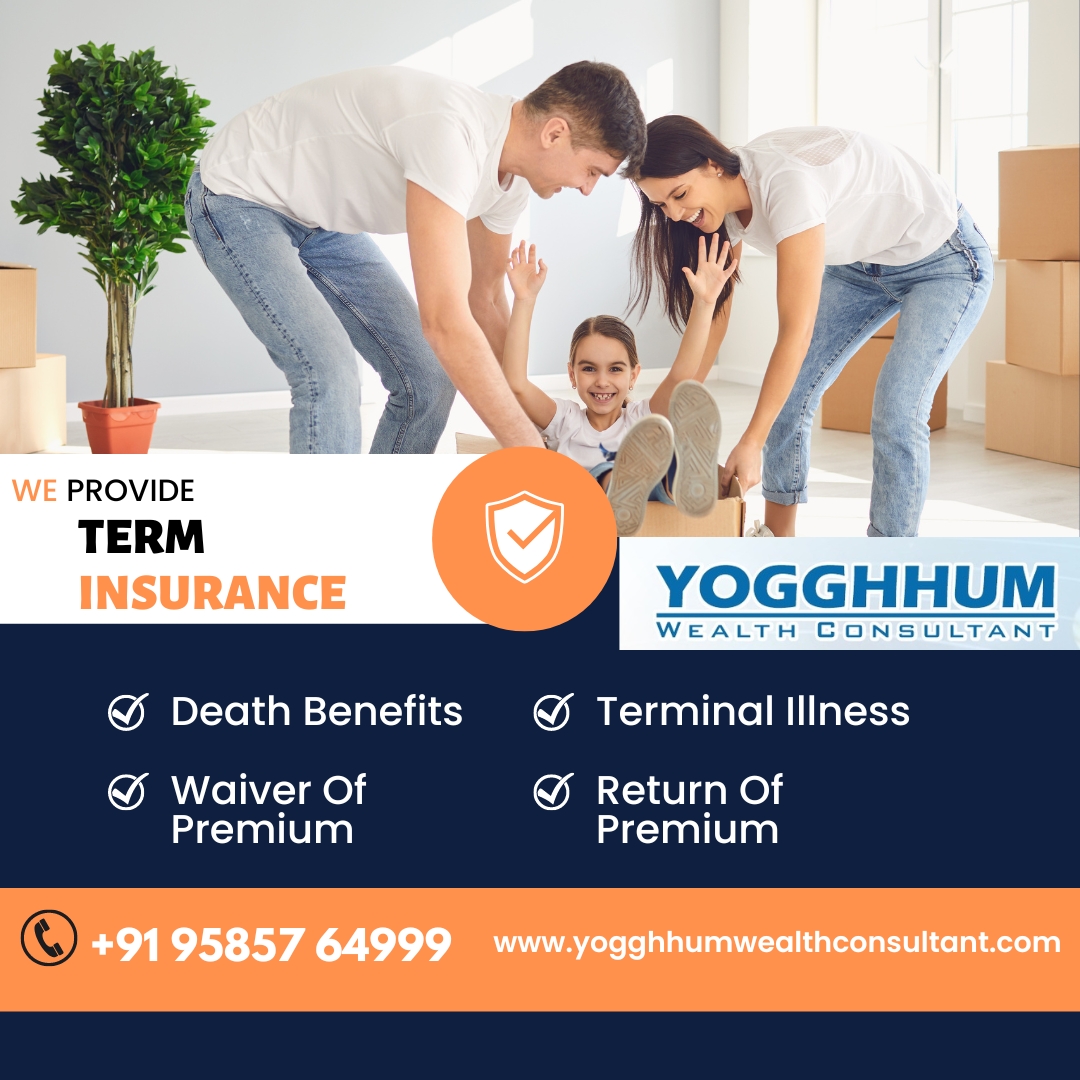 WE PROVIDE
TERM
INSURANCE
YOGGHHUM
WEALTH CONSULTANT
Death Benefits
Terminal Illness
Waiver Of
Premium
Return Of
Premium
+91 95857 64999
www.yogghhumwealthconsultant.com